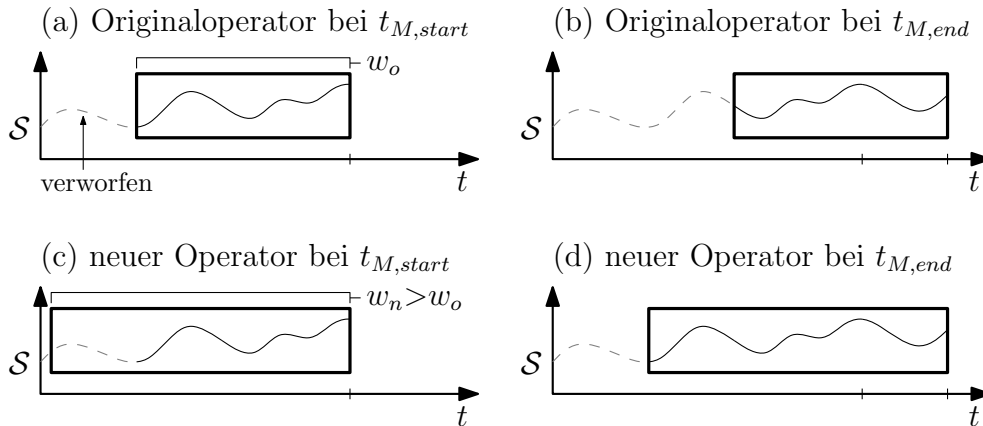 (a) Originaloperator bei t_{M,start}
w_o
S
t
verworfen
(b) Originaloperator bei t_{M,end}
S
t
(c) neuer Operator bei t_{M,start}
w_n>w_o
S
t
(d) neuer Operator bei t_{M,end}
S
t